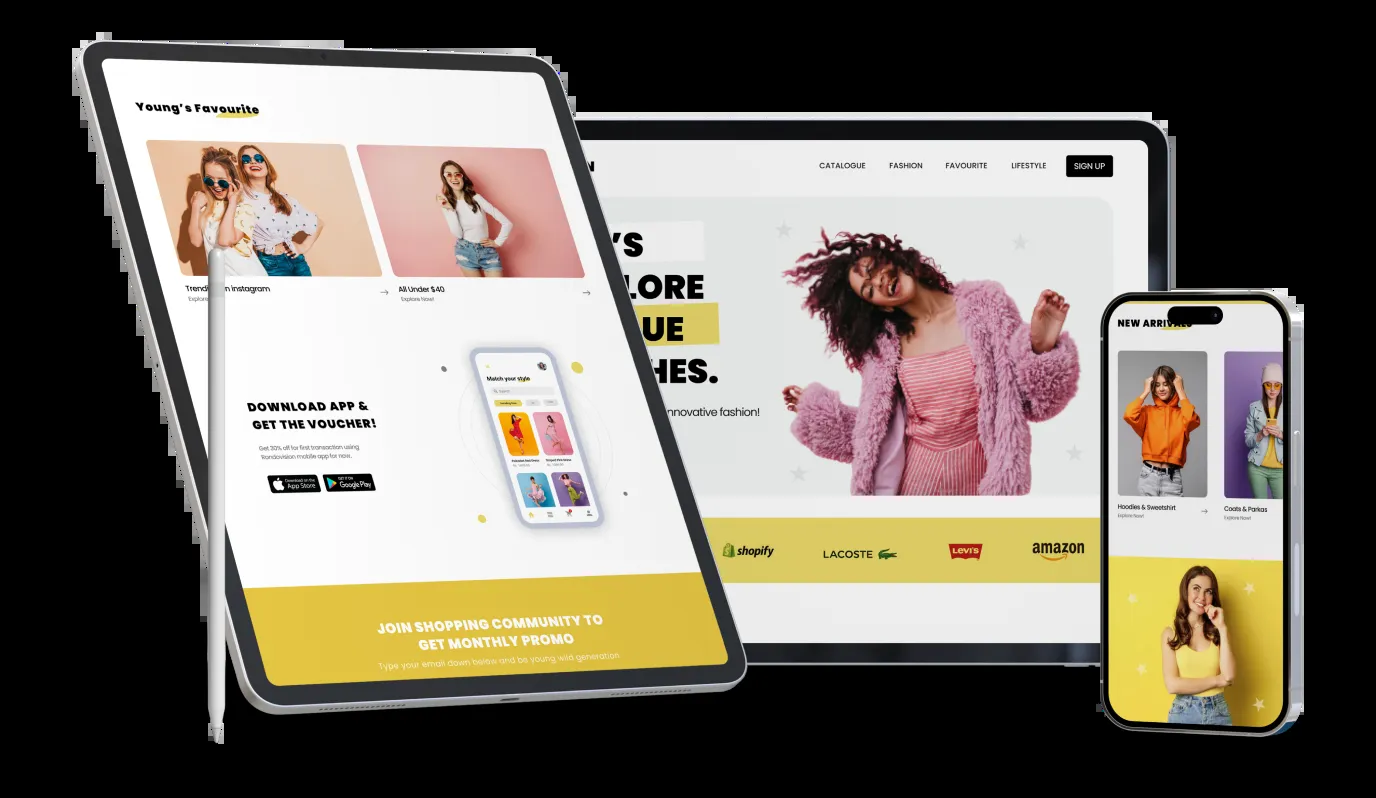 Young's Favourite
Trendi n instagram
Explore
All Under $40
Explore Now!
DOWNLOAD APP &
GET THE VOUCHER!
Get 30% off for first transaction using
Rondovision mobile app for now.
Download on the
App Store
GET IT ON
Google Play
Match your style
JOIN SHOPPING COMMUNITY TO
GET MONTHLY PROMO
Type your email down below and be young wild generation
N
CATALOGUE
FASHION
FAVOURITE
LIFESTYLE
SIGN UP
'S
LORE
UE
HES.
innovative fashion!
shopify
LACOSTE
LEVI'S
amazon
NEW ARRIVALS
Hoodies & Sweetshirt
Explore Now!
Coats & Parkas
Explore Now!